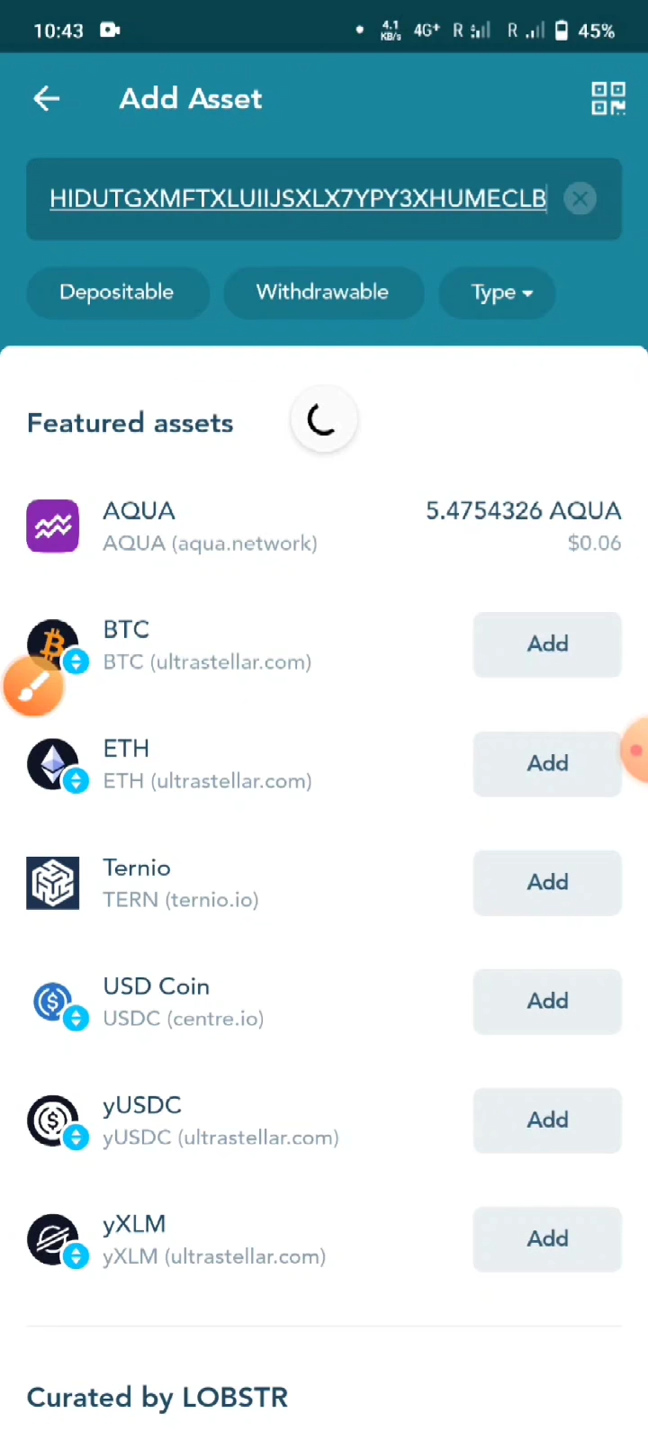 10:43 4.1 KB/s 4G+ R R 45%
Add Asset
HIDUTGXMFTXLUIIJSXLX7YPY3XHUMECLB
Depositable Withdrawable Type
Featured assets
AQUA 5.4754326 AQUA
AQUA (aqua.network) $0.06
BTC
BTC (ultrastellar.com)
Add
ETH
ETH (ultrastellar.com)
Add
Ternio
TERN (ternio.io)
Add
USD Coin
USDC (centre.io)
Add
yUSDC
yUSDC (ultrastellar.com)
Add
yXLM
yXLM (ultrastellar.com)
Add
Curated by LOBSTR